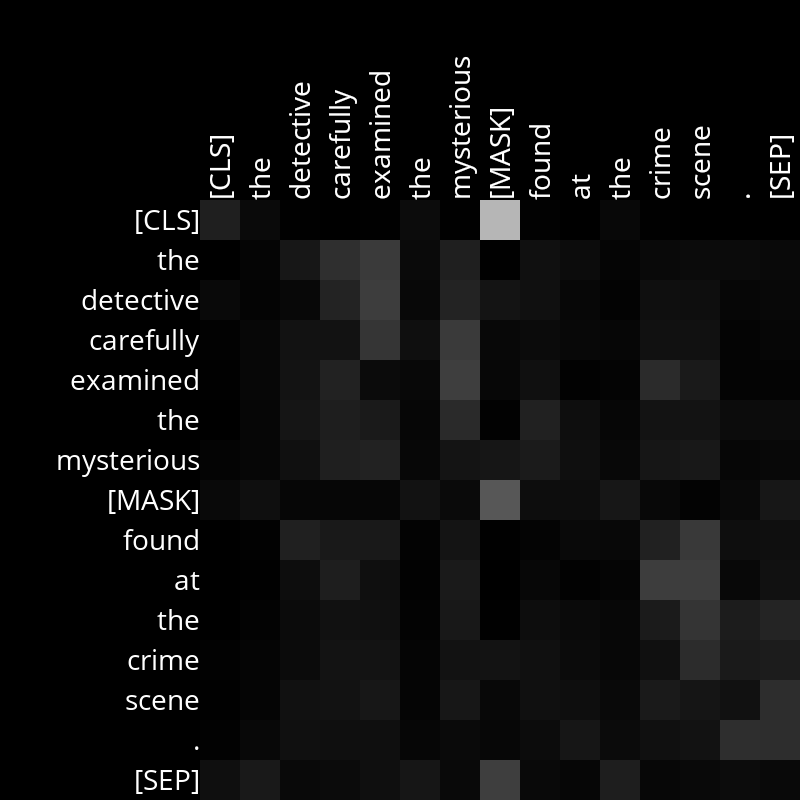 [CLS] the detective carefully examined the mysterious [MASK] found at the crime scene . [SEP]
[CLS]
the
detective
carefully
examined
the
mysterious
[MASK]
found
at
the
crime
scene
.
[SEP]